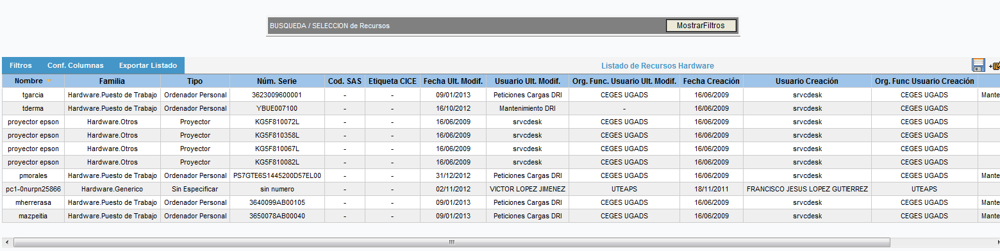 BUSQUEDA / SELECCION de Recursos MostrarFiltros
Filtros Conf. Columnas Exportar Listado Listado de Recursos Hardware
Nombre Familia Tipo Núm. Serie Cod. SAS Etiqueta CICE Fecha Ult. Modif. Usuario Ult. Modif. Org. Func. Usuario Ult. Modif. Fecha Creación Usuario Creación Org. Func Usuario Creación
tgarcia Hardware.Puesto de Trabajo Ordenador Personal 3623009600001 - - 09/01/2013 Peticiones Cargas DRI CEGES UGADS 16/06/2009 srvcdesk CEGES UGADS Mante
tderma Hardware.Puesto de Trabajo Ordenador Personal YBUE007100 - - 16/10/2012 Mantenimiento DRI - 16/06/2009 srvcdesk CEGES UGADS
proyector epson Hardware.Otros Proyector KG5F810072L - - 16/06/2009 srvcdesk CEGES UGADS 16/06/2009 srvcdesk CEGES UGADS
proyector epson Hardware.Otros Proyector KG5F810358L - - 16/06/2009 srvcdesk CEGES UGADS 16/06/2009 srvcdesk CEGES UGADS
proyector epson Hardware.Otros Proyector KG5F810067L - - 16/06/2009 srvcdesk CEGES UGADS 16/06/2009 srvcdesk CEGES UGADS
proyector epson Hardware.Otros Proyector KG5F810082L - - 16/06/2009 srvcdesk CEGES UGADS 16/06/2009 srvcdesk CEGES UGADS
pmorales Hardware.Puesto de Trabajo Ordenador Personal PS7GTE6S1445200D57EL00 - - 31/12/2012 Peticiones Cargas DRI CEGES UGADS 16/06/2009 srvcdesk CEGES UGADS Mante
pc1-0nurpn25866 Hardware.Generico Sin Especificar sin numero - - 02/11/2012 VICTOR LOPEZ JIMENEZ UTEAPS 18/11/2011 FRANCISCO JESUS LOPEZ GUTIERREZ UTEAPS
mherrerasa Hardware.Puesto de Trabajo Ordenador Personal 3640099AB00105 - - 09/01/2013 Peticiones Cargas DRI CEGES UGADS 16/06/2009 srvcdesk CEGES UGADS Mante
mazpeitia Hardware.Puesto de Trabajo Ordenador Personal 3650078AB00040 - - 09/01/2013 Peticiones Cargas DRI CEGES UGADS 16/06/2009 srvcdesk CEGES UGADS Mante